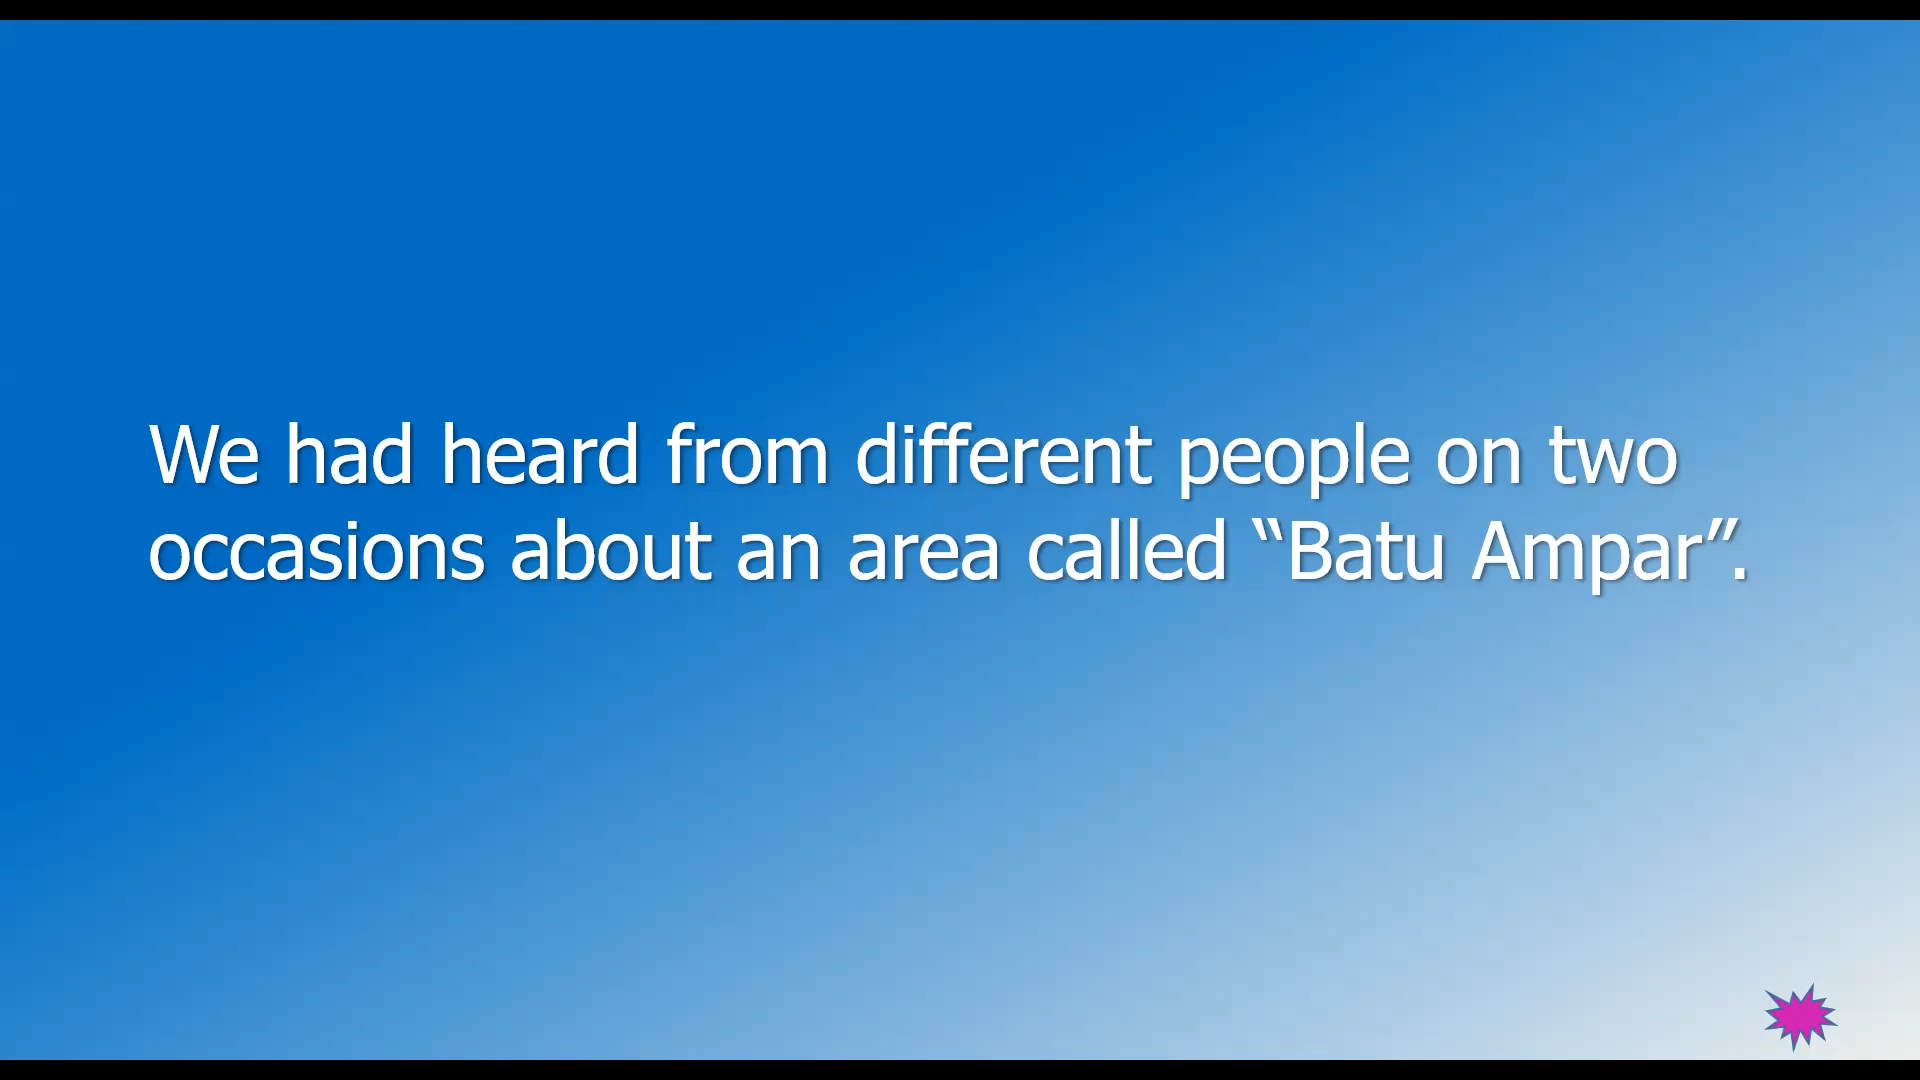 We had heard from different people on two
occasions about an area called “Batu Ampar”.